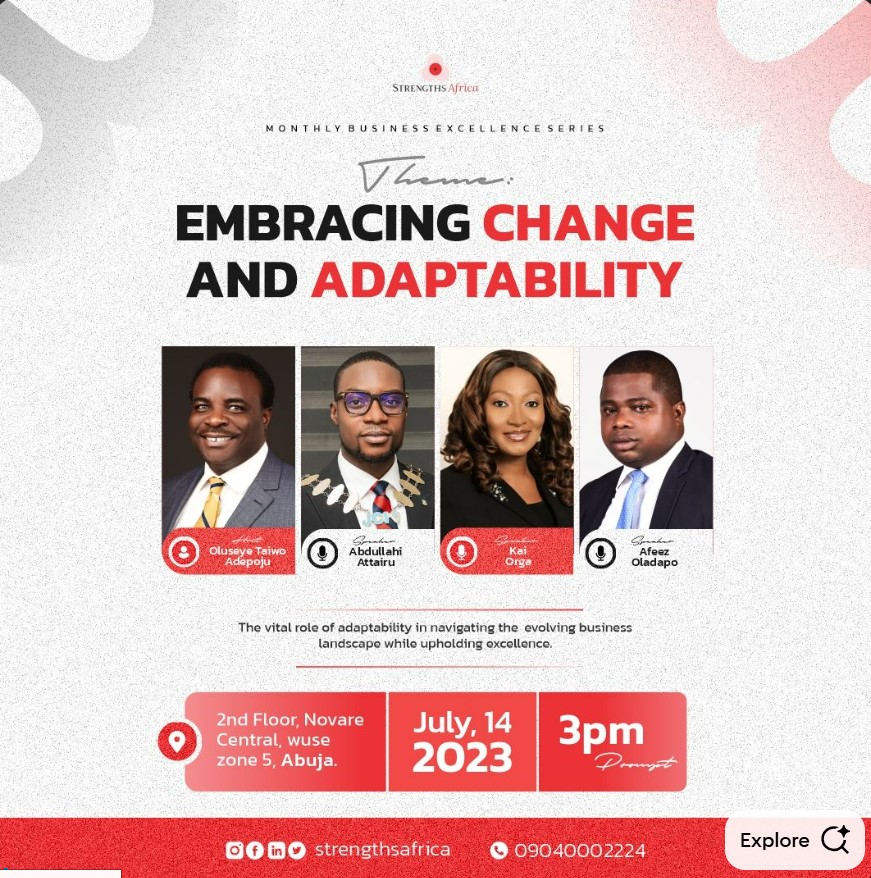 STRENGTHS Africa
MONTHLY BUSINESS EXCELLENCE SERIES
Theme:
EMBRACING CHANGE
AND ADAPTABILITY
Host
Oluseye Taiwo
Adepoju
Speaker
Abdullahi
Attairu
Speaker
Kai
Orga
Speaker
Afeez
Oladapo
The vital role of adaptability in navigating the evolving business
landscape while upholding excellence.
2nd Floor, Novare
Central, wuse
zone 5, Abuja.
July, 14
2023
3pm
Prompt
strengthsafrica
09040002224
Explore